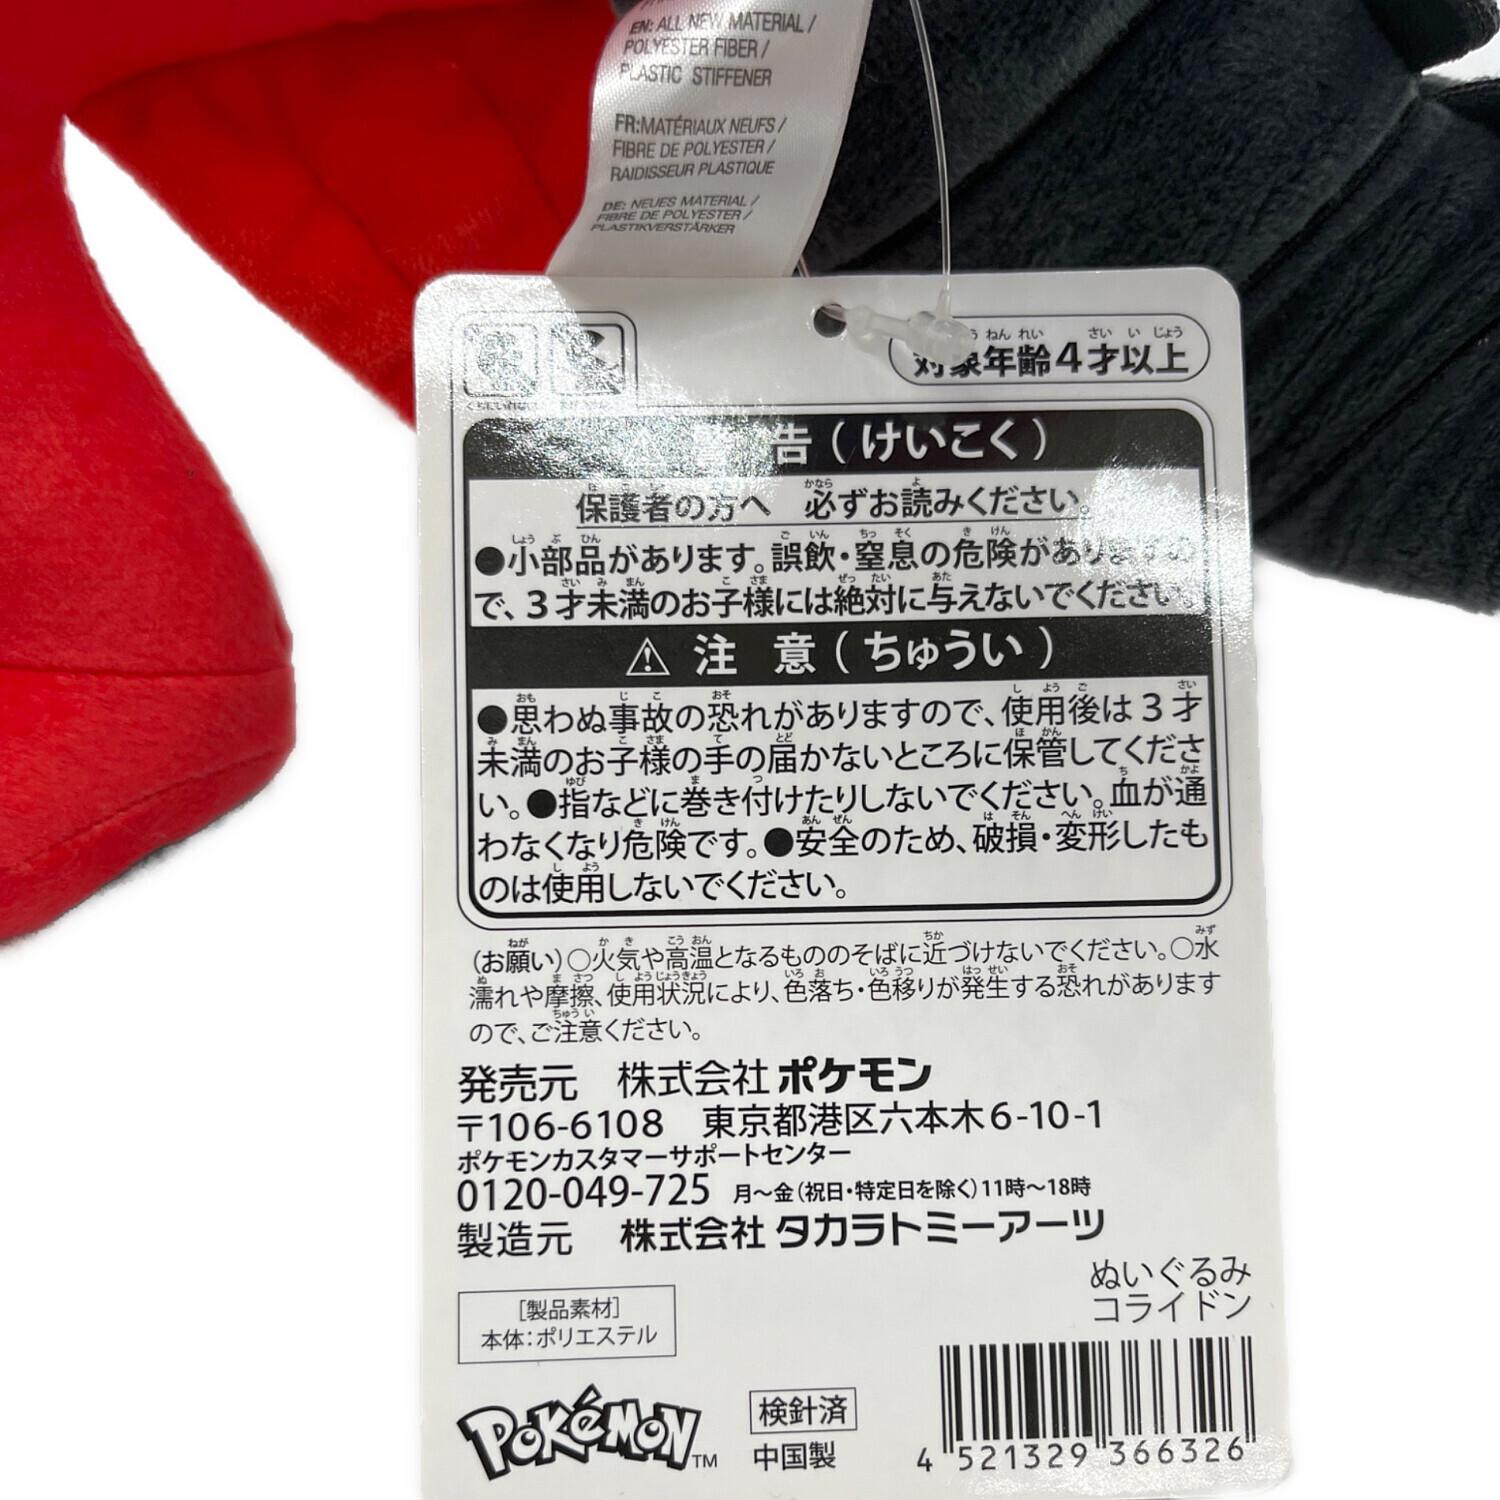 EN: ALL NEW MATERIAL /
POLYESTER FIBER /
PLASTIC STIFFENER
FR:MATÉRIAUX NEUFS /
FIBRE DE POLYESTER /
RAIDISSEUR PLASTIQUE
DE: NEUES MATERIAL /
FIBRE DE POLYESTER /
PLASTIKVERSTÄRKER
対象年齢4才以上
⚠ 警 告 ( けいこく )
保護者の方へ 必ずお読みください。
●小部品があります。誤飲・窒息の危険がありますの
で、3才未満のお子様には絶対に与えないでください。
⚠ 注 意 ( ちゅうい )
●思わぬ事故の恐れがありますので、使用後は3才
未満のお子様の手の届かないところに保管してくださ
い。●指などに巻き付けたりしないでください。血が通
わなくなり危険です。●安全のため、破損・変形したも
のは使用しないでください。
(お願い)○火気や高温となるもののそばに近づけないでください。○水
濡れや摩擦、使用状況により、色落ち・色移りが発生する恐れがあります
ので、ご注意ください。
発売元 株式会社 ポケモン
〒106-6108 東京都港区六本木6-10-1
ポケモンカスタマーサポートセンター
0120-049-725 月〜金(祝日・特定日を除く)11時〜18時
製造元 株式会社 タカラトミーアーツ
ぬいぐるみ
コライドン
[製品素材]
本体:ポリエステル
POKéMON TM
検針済
中国製
4 521329 366326